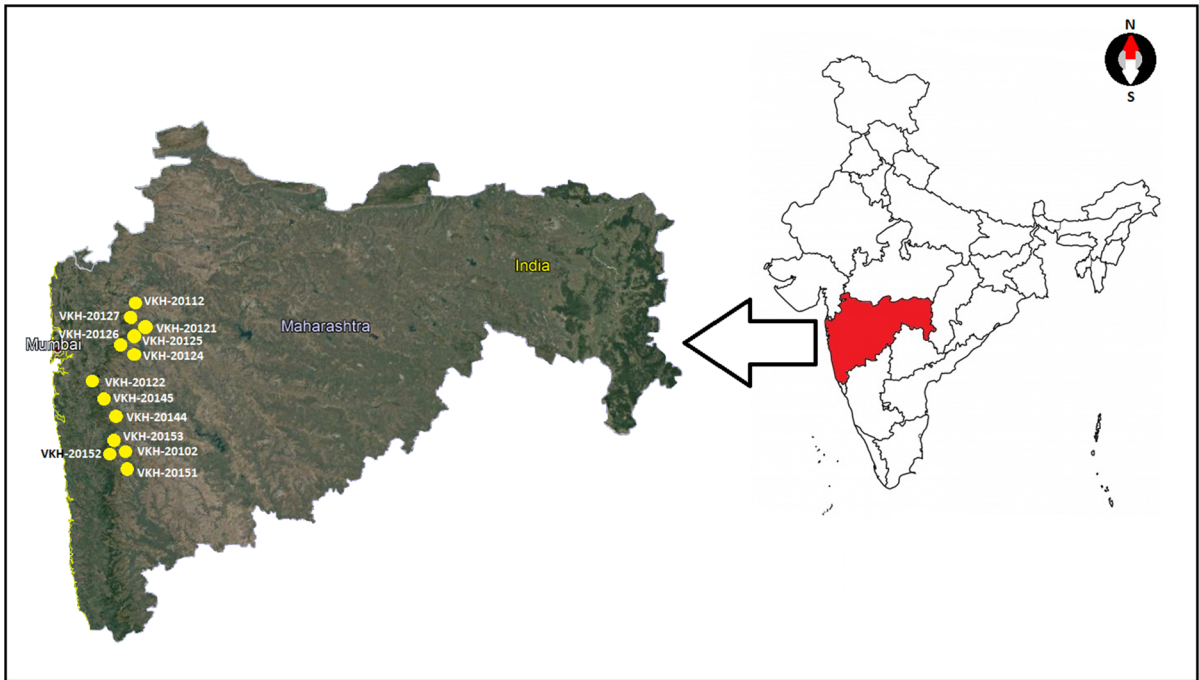 N
S
India
VKH-20112
VKH-20127
VKH-20121
Maharashtra
VKH-20126
VKH-20125
Mumbai
VKH-20124
VKH-20122
VKH-20145
VKH-20144
VKH-20153
VKH-20152
VKH-20102
VKH-20151